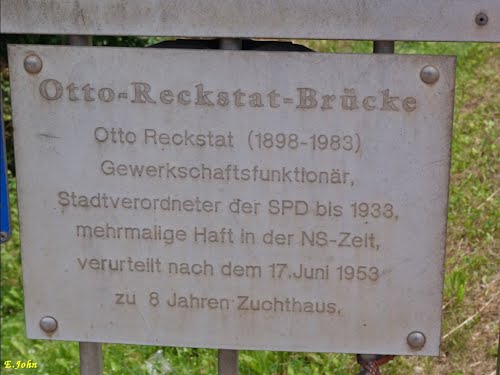 Otto-Reckstat-Brücke
Otto Reckstat (1898-1983)
Gewerkschaftsfunktionär,
Stadtverordneter der SPD bis 1933,
mehrmalige Haft in der NS-Zeit,
verurteilt nach dem 17.Juni 1953
zu 8 Jahren Zuchthaus.
E.John